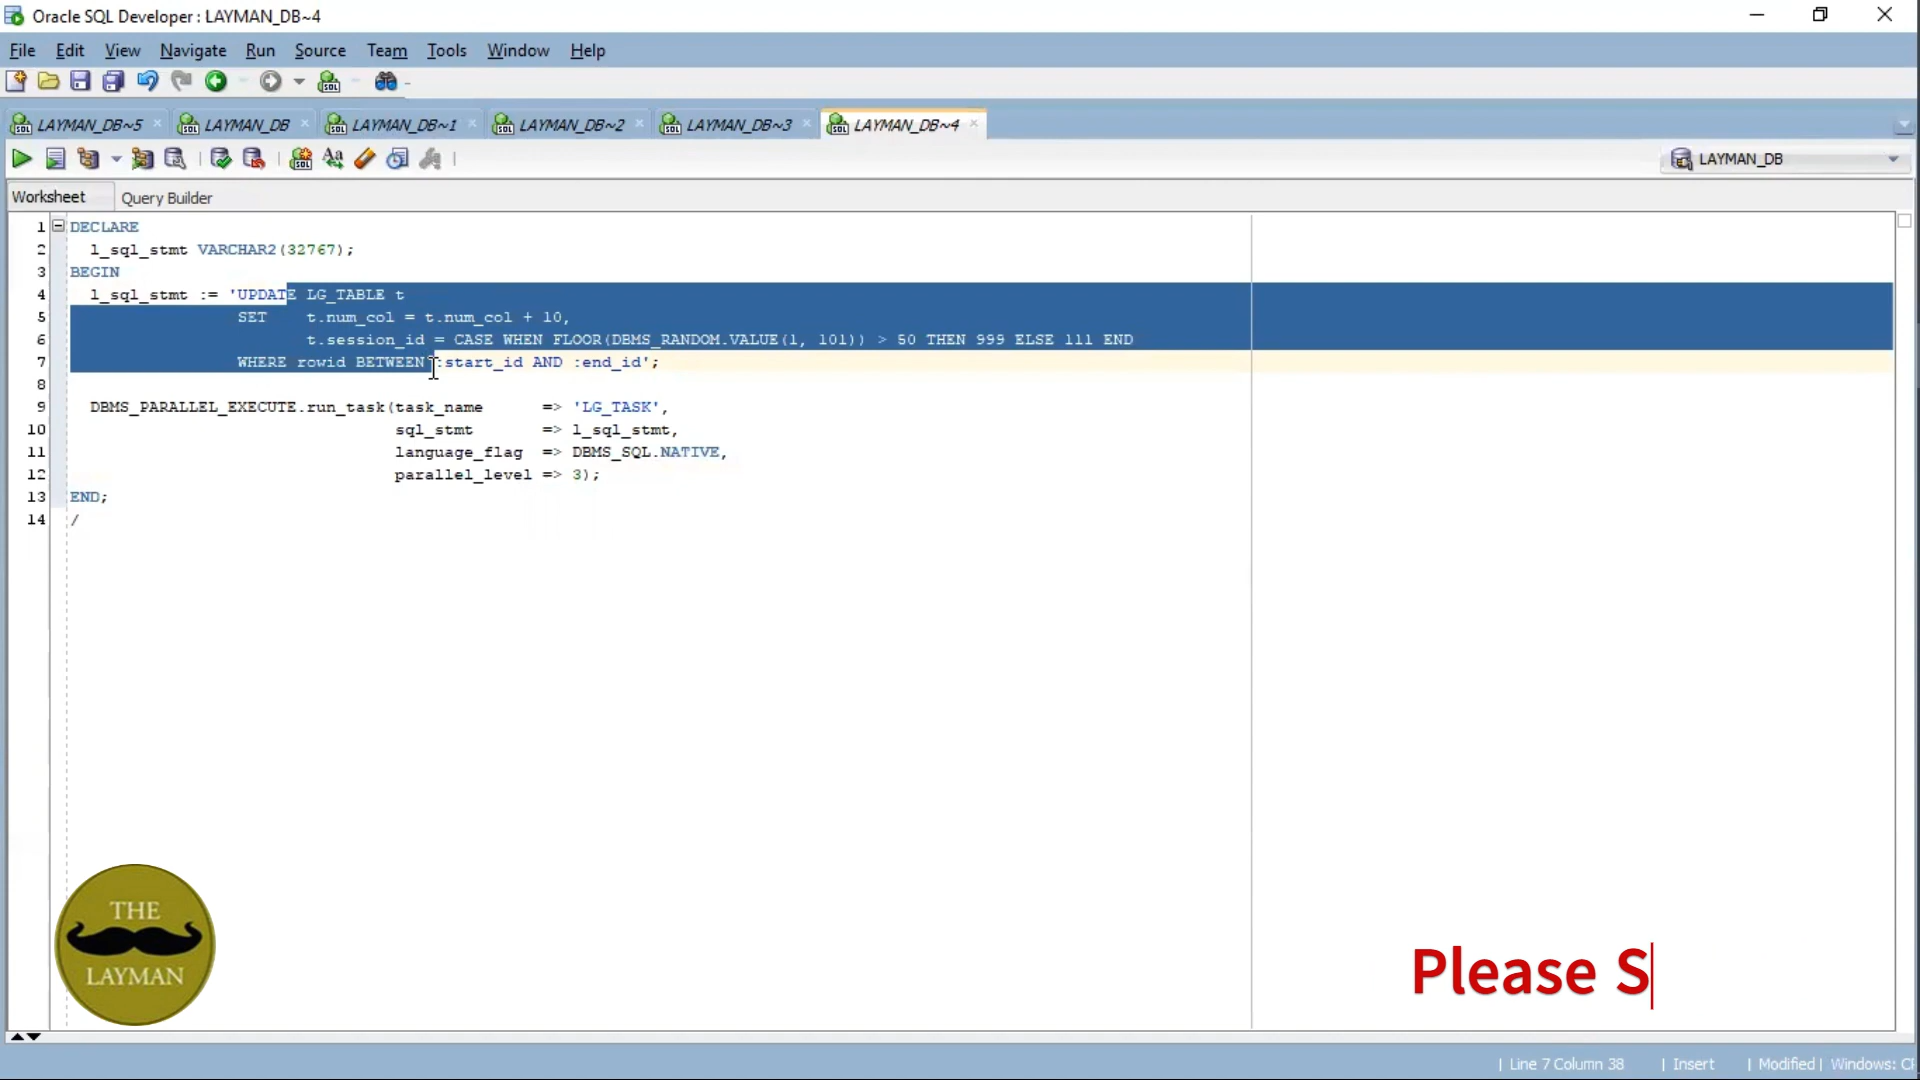 Oracle SQL Developer : LAYMAN_DB~4
File Edit View Navigate Run Source Team Tools Window Help
LAYMAN_DB~5 LAYMAN_DB LAYMAN_DB~1 LAYMAN_DB~2 LAYMAN_DB~3 LAYMAN_DB~4
LAYMAN_DB
Worksheet Query Builder
1 DECLARE
2 l_sql_stmt VARCHAR2(32767);
3 BEGIN
4 l_sql_stmt := 'UPDATE LG_TABLE t
5 SET t.num_col = t.num_col + 10,
6 t.session_id = CASE WHEN FLOOR(DBMS_RANDOM.VALUE(1, 101)) > 50 THEN 999 ELSE 111 END
7 WHERE rowid BETWEEN :start_id AND :end_id';
8
9 DBMS_PARALLEL_EXECUTE.run_task(task_name => 'LG_TASK',
10 sql_stmt => l_sql_stmt,
11 language_flag => DBMS_SQL.NATIVE,
12 parallel_level => 3);
13 END;
14 /
THE
LAYMAN
Please S
Line 7 Column 38 | Insert | Modified | Windows: